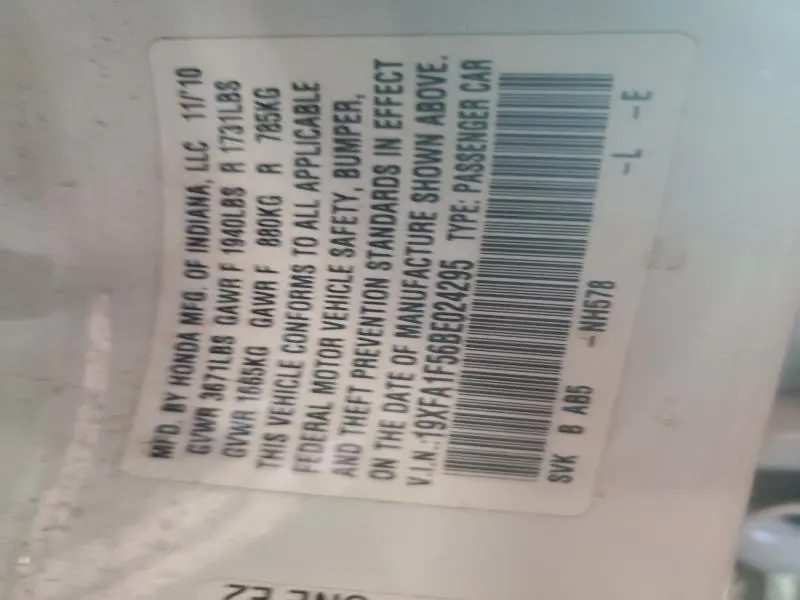 MFD. BY HONDA MFG. OF INDIANA, LLC 11/'10
GVWR 3671LBS GAWR F 1940LBS R 1731LBS
GVWR 1665KG GAWR F 880KG R 785KG
THIS VEHICLE CONFORMS TO ALL APPLICABLE
FEDERAL MOTOR VEHICLE SAFETY, BUMPER,
AND THEFT PREVENTION STANDARDS IN EFFECT
ON THE DATE OF MANUFACTURE SHOWN ABOVE.
V.I.N.:19XFA1F56BE024295 TYPE: PASSENGER CAR
SVK B AB5 -NH578 -L -E